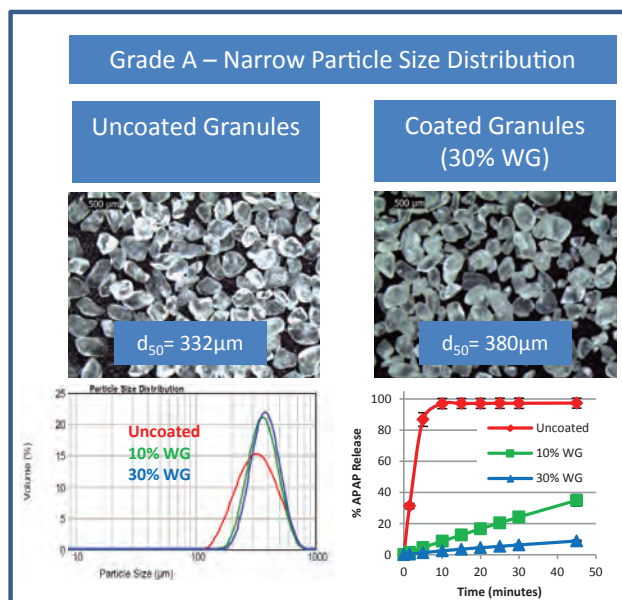 Grade A – Narrow Particle Size Distribution
Uncoated Granules
Coated Granules
(30% WG)
500 µm
500 µm
d50= 332µm
d50= 380µm
Particle Size Distribution
25
20
15
10
5
0
Volume (%)
Uncoated
10% WG
30% WG
10
100
1000
Particle Size (µm)
100
80
60
40
20
0
% APAP Release
Uncoated
10% WG
30% WG
0
10
20
30
40
50
Time (minutes)